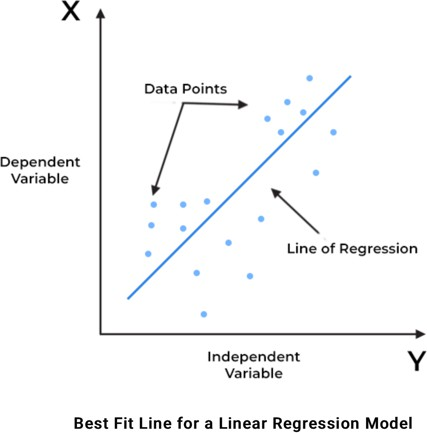 X
Data Points
Dependent
Variable
Line of Regression
Independent
Variable
Y
Best Fit Line for a Linear Regression Model